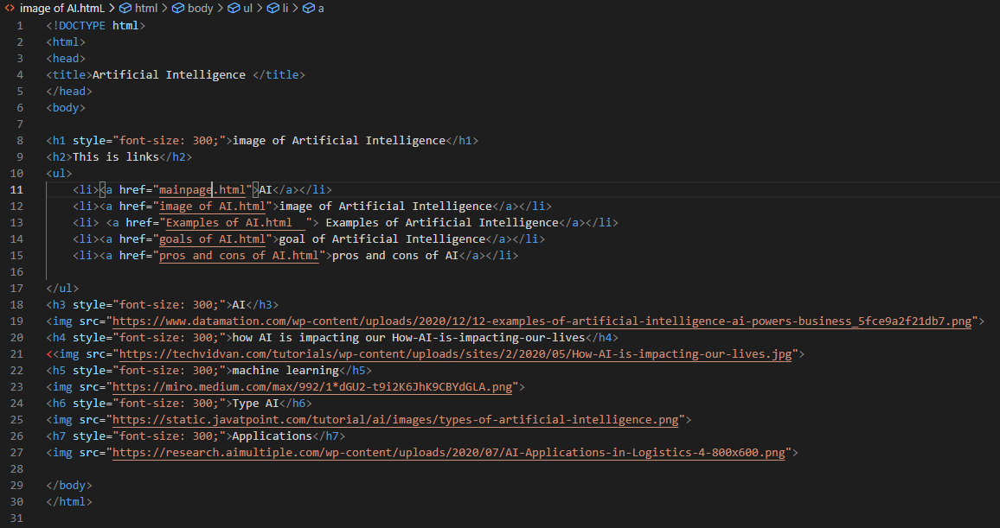 image of AI.htmL > html > body > ul > li > a
1 <!DOCTYPE html>
2 <html>
3 <head>
4 <title>Artificial Intelligence </title>
5 </head>
6 <body>
7
8 <h1 style="font-size: 300;">image of Artificial Intelligence</h1>
9 <h2>This is links</h2>
10 <ul>
11 <li><a href="mainpage.html">AI</a></li>
12 <li><a href="image of AI.html">image of Artificial Intelligence</a></li>
13 <li> <a href="Examples of AI.html  "> Examples of Artificial Intelligence</a></li>
14 <li><a href="goals of AI.html">goal of Artificial Intelligence</a></li>
15 <li><a href="pros and cons of AI.html">pros and cons of AI</a></li>
16
17 </ul>
18 <h3 style="font-size: 300;">AI</h3>
19 <img src="https://www.datamation.com/wp-content/uploads/2020/12/12-examples-of-artificial-intelligence-ai-powers-business_5fce9a2f21db7.png">
20 <h4 style="font-size: 300;">how AI is impacting our How-AI-is-impacting-our-lives</h4>
21 <<img src="https://techvidvan.com/tutorials/wp-content/uploads/sites/2/2020/05/How-AI-is-impacting-our-lives.jpg">
22 <h5 style="font-size: 300;">machine learning</h5>
23 <img src="https://miro.medium.com/max/992/1*dGU2-t9i2K6JhK9CBYdGLA.png">
24 <h6 style="font-size: 300;">Type AI</h6>
25 <img src="https://static.javatpoint.com/tutorial/ai/images/types-of-artificial-intelligence.png">
26 <h7 style="font-size: 300;">Applications</h7>
27 <img src="https://research.aimultiple.com/wp-content/uploads/2020/07/AI-Applications-in-Logistics-4-800x600.png">
28
29 </body>
30 </html>
31